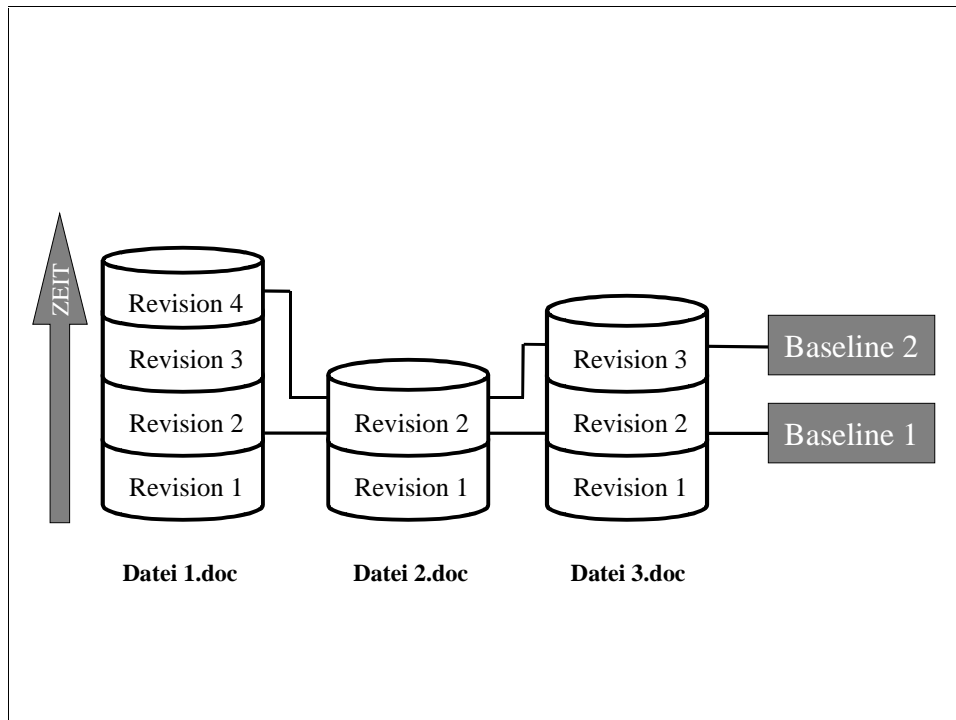 ZEIT
Revision 4
Revision 3
Revision 2
Revision 1
Datei 1.doc
Revision 2
Revision 1
Datei 2.doc
Revision 3
Revision 2
Revision 1
Datei 3.doc
Baseline 2
Baseline 1